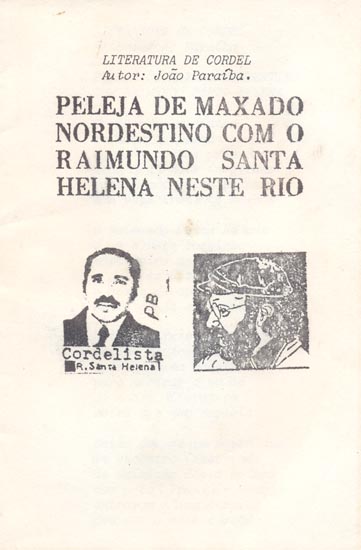 LITERATURA DE CORDEL
Autor: João Paraíba.
PELEJA DE MAXADO
NORDESTINO COM O
RAIMUNDO SANTA
HELENA NESTE RIO
PB
Cordelista
R. Santa Helena